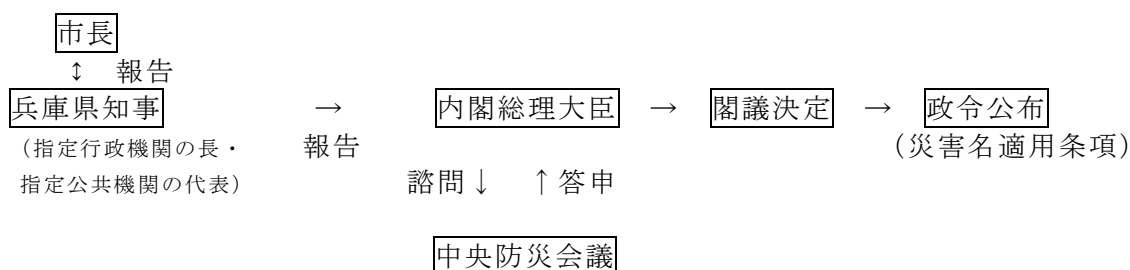 市長
↕ 報告
兵庫県知事 → 内閣総理大臣 → 閣議決定 → 政令公布
(指定行政機関の長・ 報告 (災害名適用条項)
指定公共機関の代表) 諮問↓ ↑答申
中央防災会議